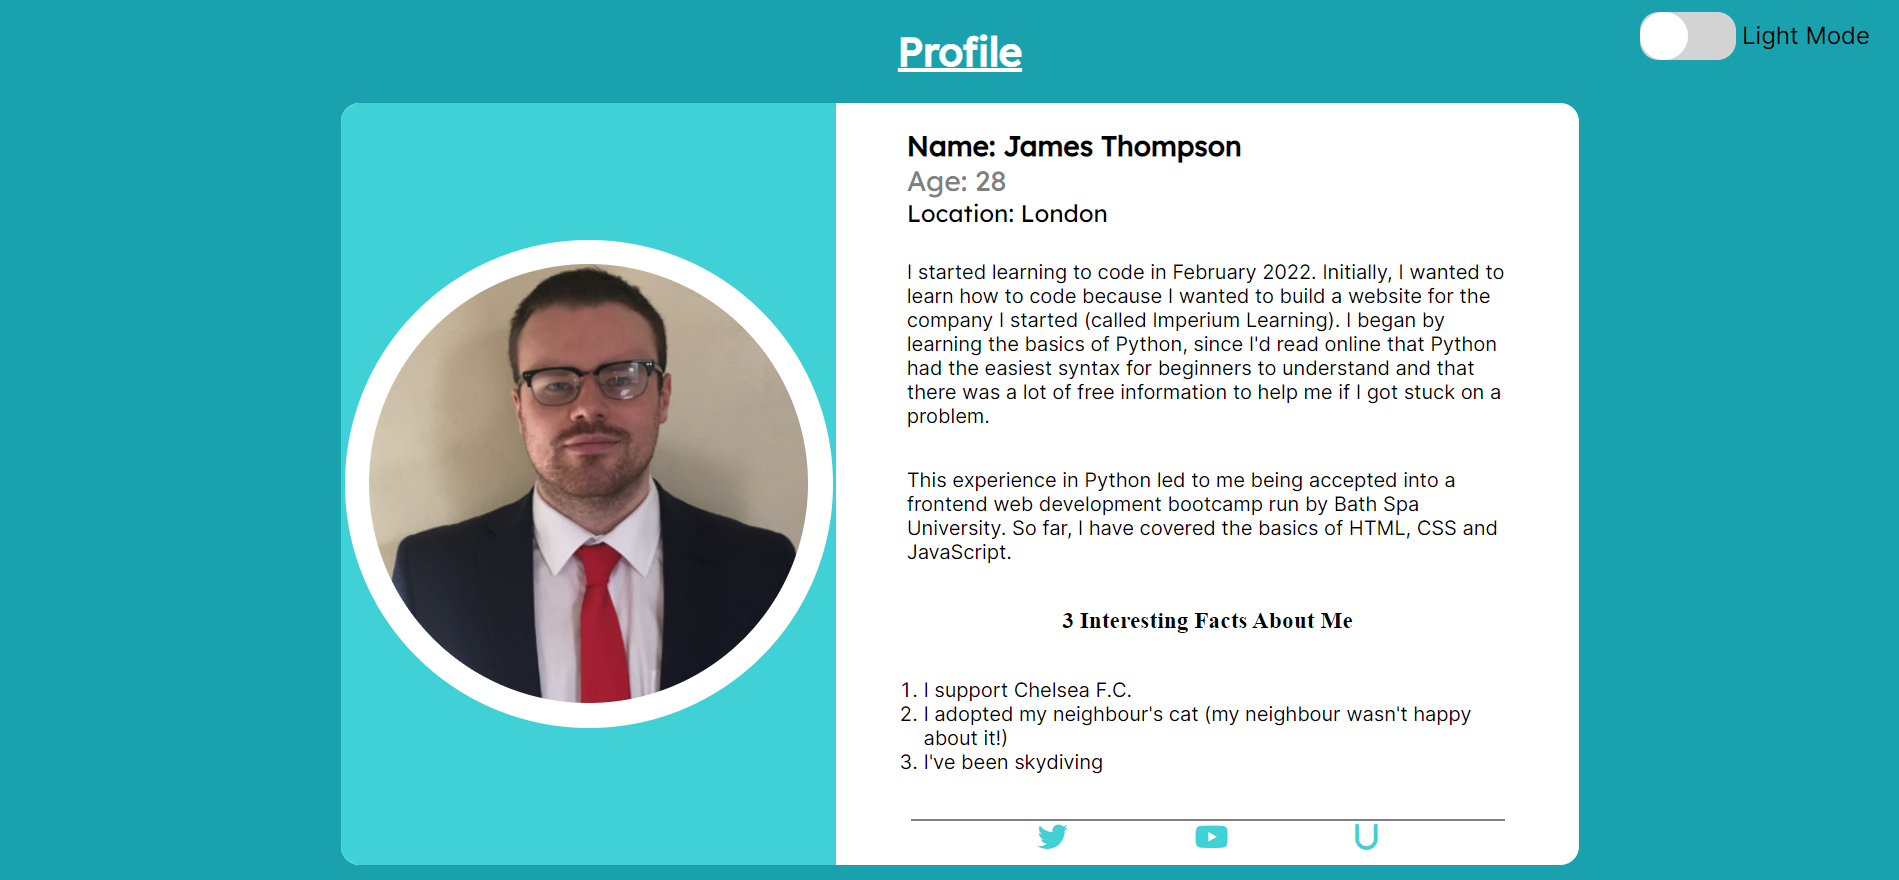 Profile
Light Mode
Name: James Thompson
Age: 28
Location: London
I started learning to code in February 2022. Initially, I wanted to
learn how to code because I wanted to build a website for the
company I started (called Imperium Learning). I began by
learning the basics of Python, since I'd read online that Python
had the easiest syntax for beginners to understand and that
there was a lot of free information to help me if I got stuck on a
problem.
This experience in Python led to me being accepted into a
frontend web development bootcamp run by Bath Spa
University. So far, I have covered the basics of HTML, CSS and
JavaScript.
3 Interesting Facts About Me
1. I support Chelsea F.C.
2. I adopted my neighbour's cat (my neighbour wasn't happy
about it!)
3. I've been skydiving